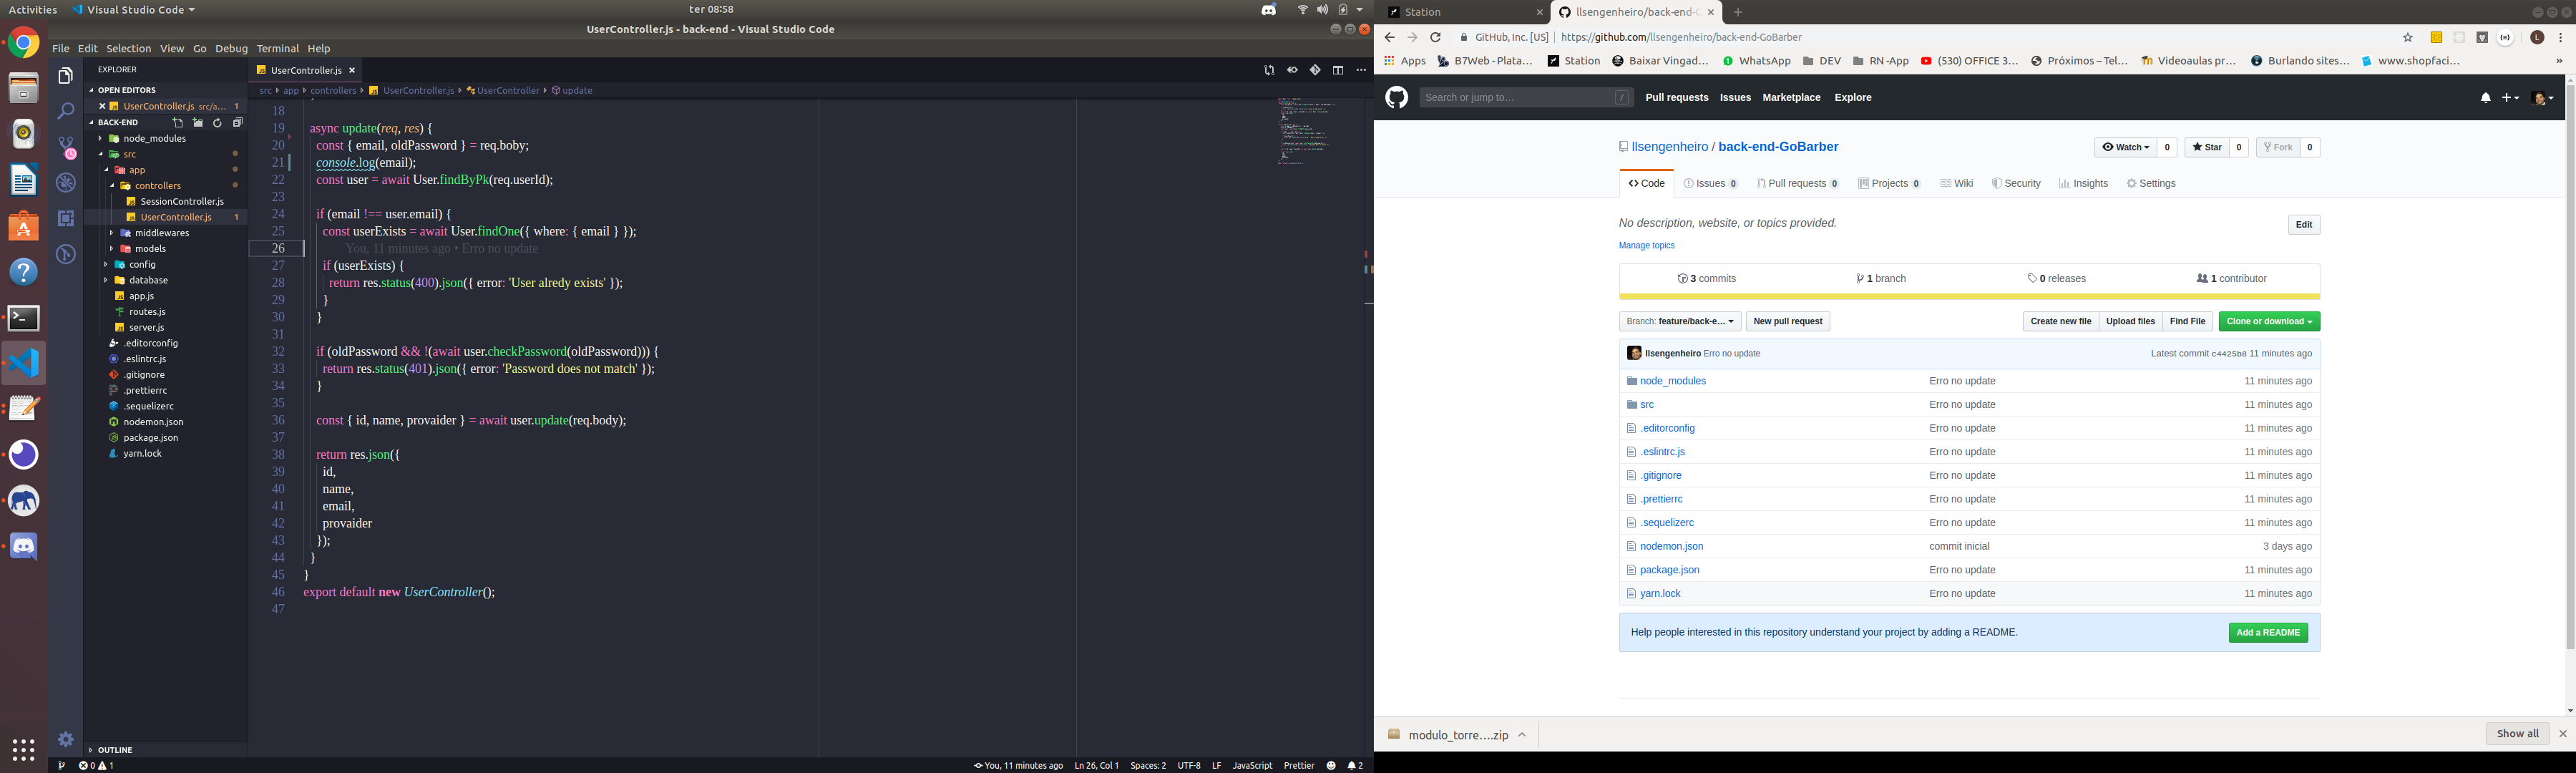 Activities
Visual Studio Code
ter 08:58
UserController.js - back-end - Visual Studio Code
File Edit Selection View Go Debug Terminal Help
EXPLORER
OPEN EDITORS
UserController.js src/a... 1
BACK-END
node_modules
src
app
controllers
SessionController.js
UserController.js 1
middlewares
models
config
database
app.js
routes.js
server.js
.editorconfig
.eslintrc.js
.gitignore
.prettierrc
.sequelizerc
nodemon.json
package.json
yarn.lock
OUTLINE
UserController.js
src app controllers UserController.js UserController update
18
19 async update(req, res) {
20 const { email, oldPassword } = req.boby;
21 console.log(email);
22 const user = await User.findByPk(req.userId);
23
24 if (email !== user.email) {
25 const userExists = await User.findOne({ where: { email } });
26 You, 11 minutes ago • Erro no update
27 if (userExists) {
28 return res.status(400).json({ error: 'User alredy exists' });
29 }
30 }
31
32 if (oldPassword && !(await user.checkPassword(oldPassword))) {
33 return res.status(401).json({ error: 'Password does not match' });
34 }
35
36 const { id, name, provaider } = await user.update(req.body);
37
38 return res.json({
39 id,
40 name,
41 email,
42 provaider
43 });
44 }
45 }
46 export default new UserController();
47
0 1
You, 11 minutes ago Ln 26, Col 1 Spaces: 2 UTF-8 LF JavaScript Prettier 2
Station
llsengenheiro/back-end-G
GitHub, Inc. [US] | https://github.com/llsengenheiro/back-end-GoBarber
Apps B7Web - Plata... Station Baixar Vingad... WhatsApp DEV RN -App (530) OFFICE 3... Próximos – Tel... Videoaulas pr... Burlando sites... www.shopfaci... »
Search or jump to... /
Pull requests Issues Marketplace Explore
llsengenheiro / back-end-GoBarber
Watch 0 Star 0 Fork 0
Code Issues 0 Pull requests 0 Projects 0 Wiki Security Insights Settings
No description, website, or topics provided.
Edit
Manage topics
3 commits 1 branch 0 releases 1 contributor
Branch: feature/back-e... New pull request
Create new file Upload files Find File Clone or download
llsengenheiro Erro no update Latest commit c4425b8 11 minutes ago
node_modules Erro no update 11 minutes ago
src Erro no update 11 minutes ago
.editorconfig Erro no update 11 minutes ago
.eslintrc.js Erro no update 11 minutes ago
.gitignore Erro no update 11 minutes ago
.prettierrc Erro no update 11 minutes ago
.sequelizerc Erro no update 11 minutes ago
nodemon.json commit inicial 3 days ago
package.json Erro no update 11 minutes ago
yarn.lock Erro no update 11 minutes ago
Help people interested in this repository understand your project by adding a README.
Add a README
modulo_torre....zip
Show all